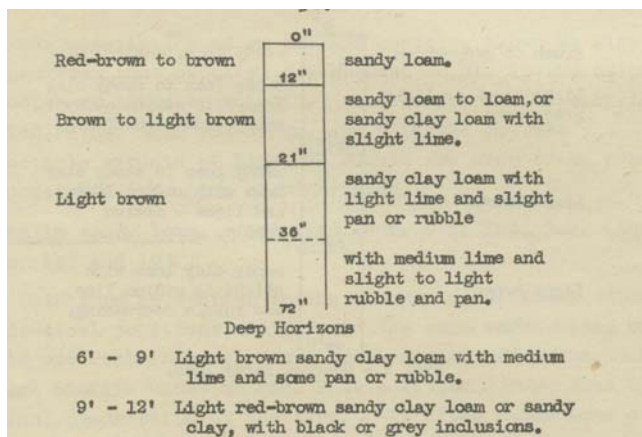 0"
Red-brown to brown sandy loam.
12"
Brown to light brown sandy loam to loam,or
sandy clay loam with
slight lime.
21"
Light brown sandy clay loam with
light lime and slight
pan or rubble
36"
with medium lime and
slight to light
rubble and pan.
72"
Deep Horizons
6' - 9' Light brown sandy clay loam with medium
lime and some pan or rubble.
9' - 12' Light red-brown sandy clay loam or sandy
clay, with black or grey inclusions.